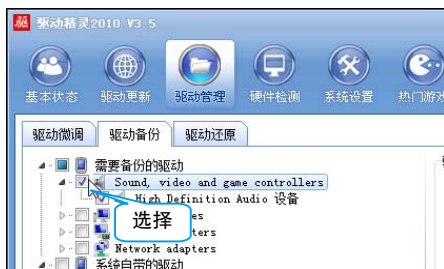 驱动精灵2010 V3.5
基本状态 驱动更新 驱动管理 硬件检测 系统设置 热门游戏
驱动微调 驱动备份 驱动还原
需要备份的驱动
Sound, video and game controllers
High Definition Audio 设备
选择
es
ters
Network adapters
系统自带的驱动